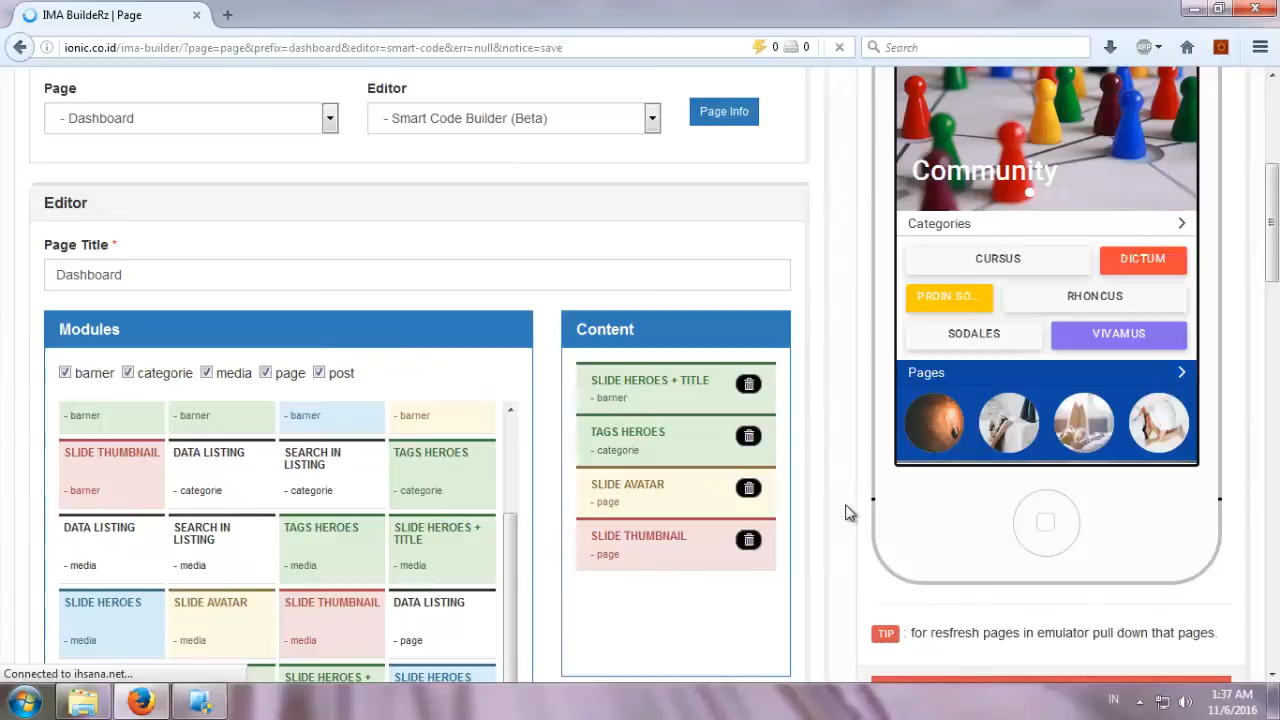 IMA BuildeRz | Page
ionic.co.id/ima-builder/?page=page&prefix=dashboard&editor=smart-code&err=null&notice=save
0
0
Search
ABP
Page
- Dashboard
Editor
- Smart Code Builder (Beta)
Page Info
Editor
Page Title *
Dashboard
Modules
barner
categorie
media
page
post
- barner
- barner
- barner
- barner
SLIDE THUMBNAIL
- barner
DATA LISTING
- categorie
SEARCH IN
LISTING
- categorie
TAGS HEROES
- categorie
DATA LISTING
- media
SEARCH IN
LISTING
- media
TAGS HEROES
- media
SLIDE HEROES +
TITLE
- media
SLIDE HEROES
- media
SLIDE AVATAR
- media
SLIDE THUMBNAIL
- media
DATA LISTING
- page
SLIDE HEROES +
SLIDE HEROES
Content
SLIDE HEROES + TITLE
- barner
TAGS HEROES
- categorie
SLIDE AVATAR
- page
SLIDE THUMBNAIL
- page
Community
Categories
CURSUS
DICTUM
PROIN SO...
RHONCUS
SODALES
VIVAMUS
Pages
TIP : for resfresh pages in emulator pull down that pages.
Connected to ihsana.net...
IN
1:37 AM
11/6/2016